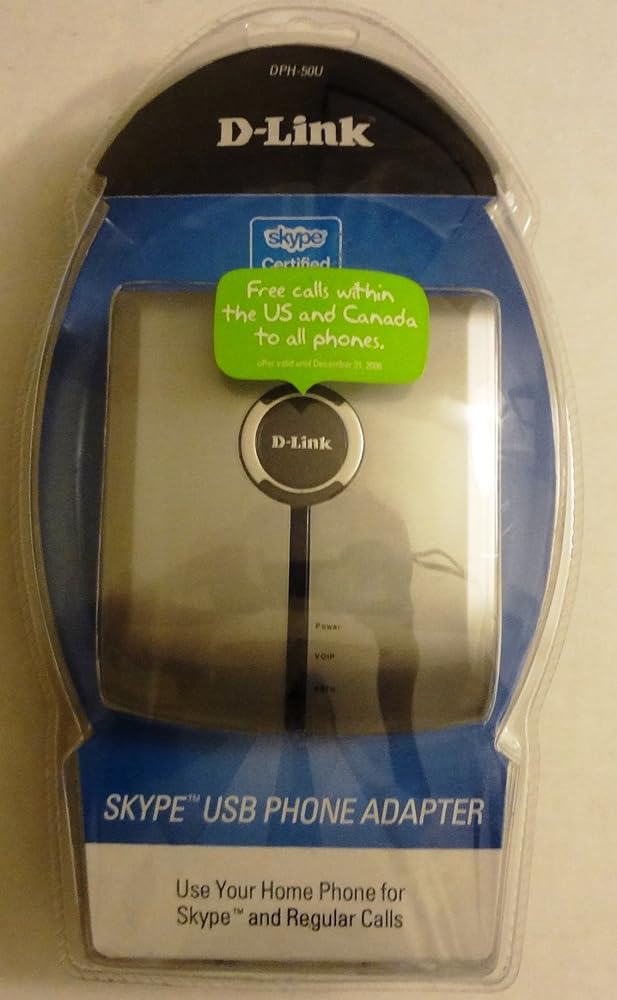 DPH-50U
D-Link
skype
Certified
Free calls within
the US and Canada
to all phones.
offer valid until December 31, 2006
D-Link
Power
VOIP
PSTN
SKYPE™ USB PHONE ADAPTER
Use Your Home Phone for
Skype™ and Regular Calls